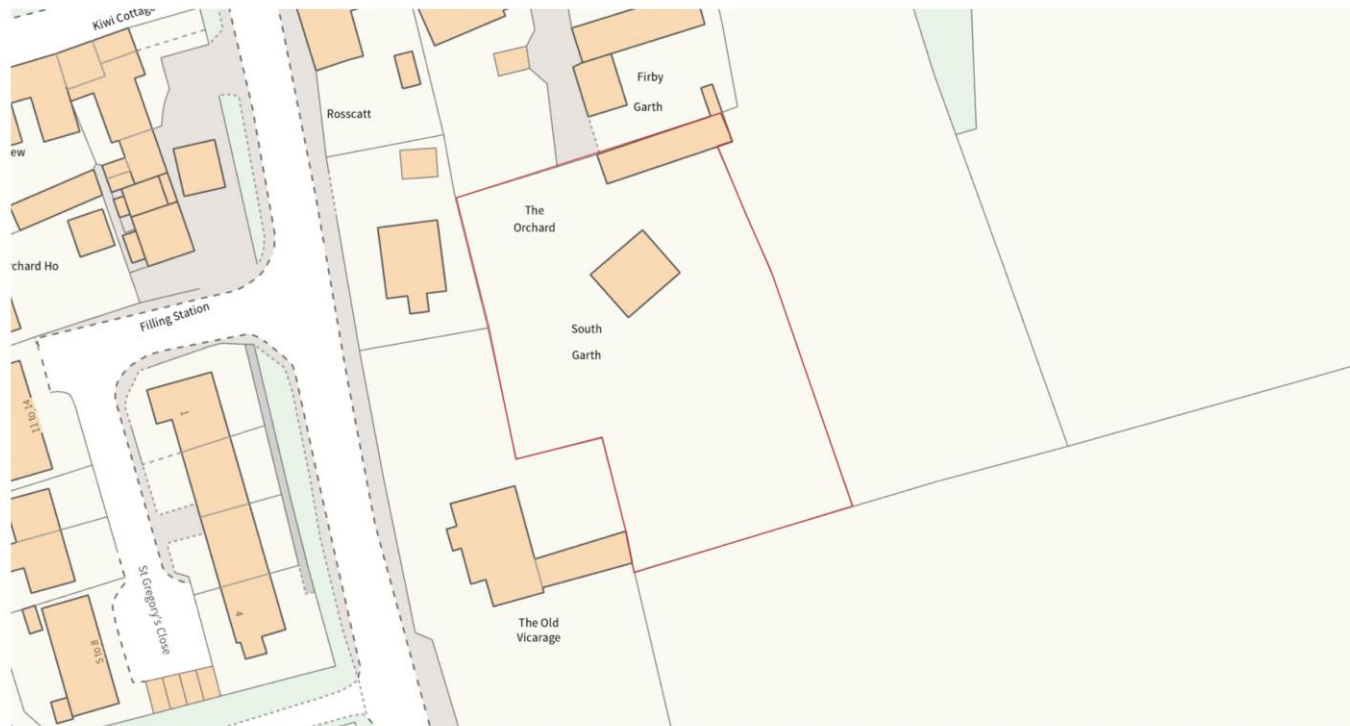 Kiwi Cottage
Rosscatt
Firby
Garth
ew
The
Orchard
rchard Ho
Filling Station
South
Garth
1
11 to 14
St Gregory's Close
4
5 to 8
The Old
Vicarage